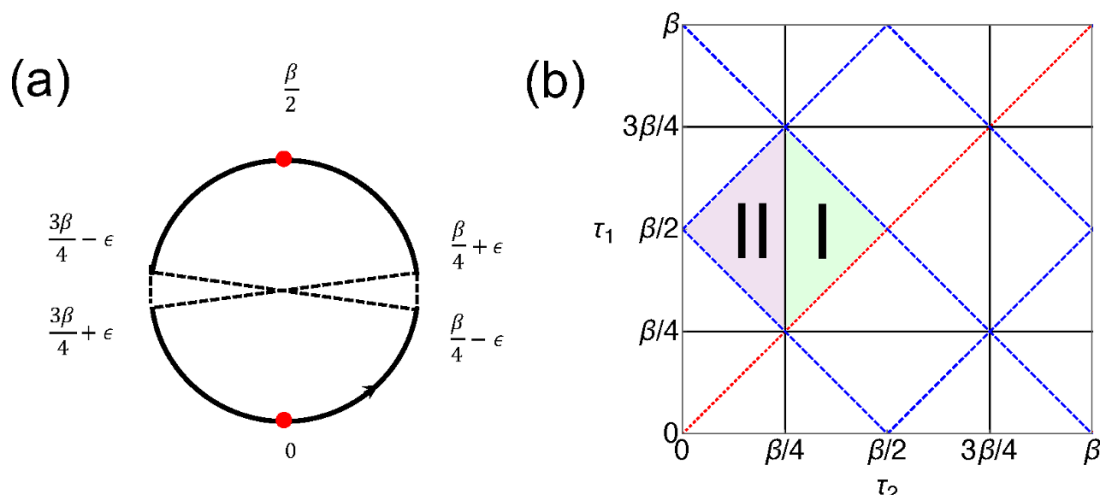 (a)
β/2
3β/4 − ϵ
β/4 + ϵ
3β/4 + ϵ
β/4 − ϵ
0
(b)
β
3β/4
τ₁ β/2
β/4
0
II I
0 β/4 β/2 3β/4 β
τ₂